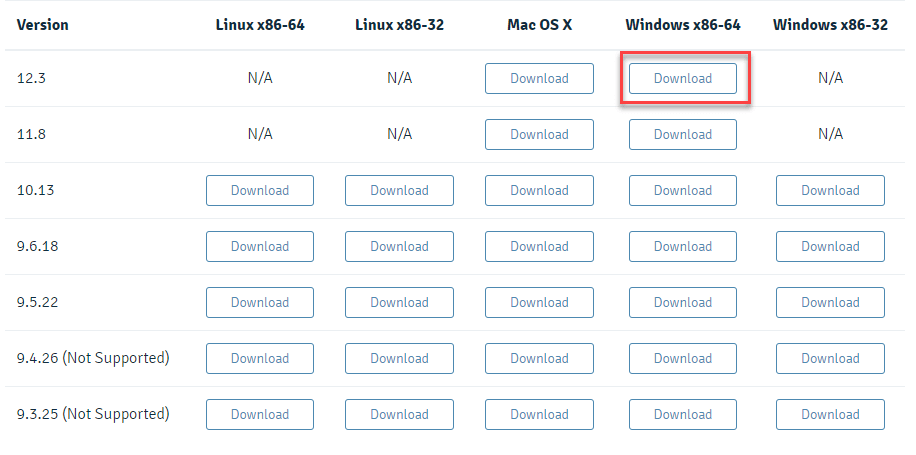 Version Linux x86-64 Linux x86-32 Mac OS X Windows x86-64 Windows x86-32
12.3 N/A N/A Download Download N/A
11.8 N/A N/A Download Download N/A
10.13 Download Download Download Download Download
9.6.18 Download Download Download Download Download
9.5.22 Download Download Download Download Download
9.4.26 (Not Supported) Download Download Download Download Download
9.3.25 (Not Supported) Download Download Download Download Download